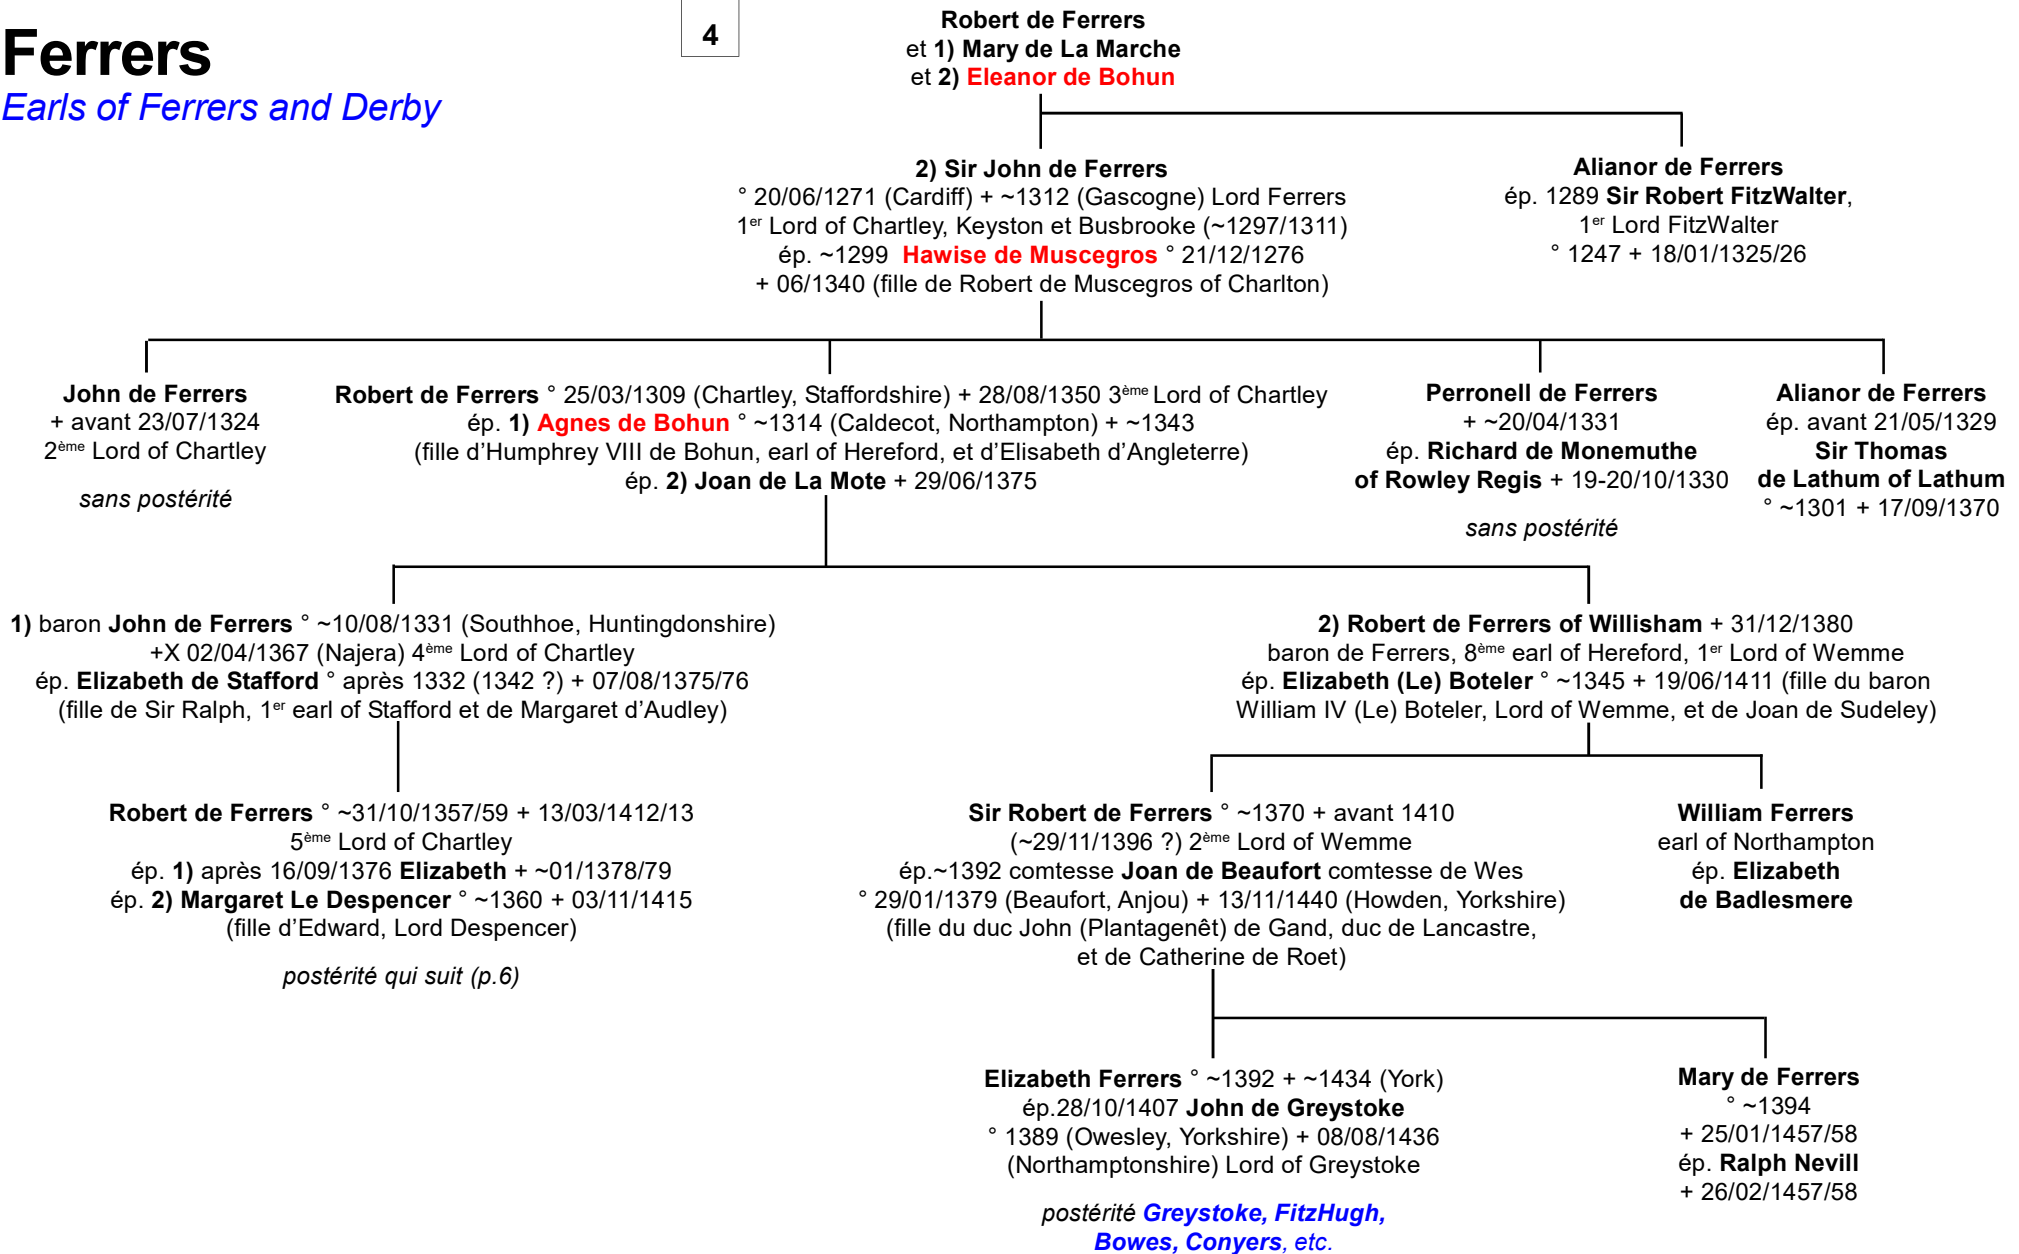 Ferrers
Earls of Ferrers and Derby
4
Robert de Ferrers
et 1) Mary de La Marche
et 2) Eleanor de Bohun
2) Sir John de Ferrers
° 20/06/1271 (Cardiff) + ~1312 (Gascogne) Lord Ferrers
1er Lord of Chartley, Keyston et Busbrooke (~1297/1311)
ép. ~1299 Hawise de Muscegros ° 21/12/1276
+ 06/1340 (fille de Robert de Muscegros of Charlton)
Alianor de Ferrers
ép. 1289 Sir Robert FitzWalter,
1er Lord FitzWalter
° 1247 + 18/01/1325/26
John de Ferrers
+ avant 23/07/1324
2ème Lord of Chartley
sans postérité
Robert de Ferrers ° 25/03/1309 (Chartley, Staffordshire) + 28/08/1350 3ème Lord of Chartley
ép. 1) Agnes de Bohun ° ~1314 (Caldecot, Northampton) + ~1343
(fille d’Humphrey VIII de Bohun, earl of Hereford, et d’Elisabeth d’Angleterre)
ép. 2) Joan de La Mote + 29/06/1375
Perronell de Ferrers
+ ~20/04/1331
ép. Richard de Monemuthe
of Rowley Regis + 19-20/10/1330
sans postérité
Alianor de Ferrers
ép. avant 21/05/1329
Sir Thomas
de Lathum of Lathum
° ~1301 + 17/09/1370
1) baron John de Ferrers ° ~10/08/1331 (Southhoe, Huntingdonshire)
+X 02/04/1367 (Najera) 4ème Lord of Chartley
ép. Elizabeth de Stafford ° après 1332 (1342 ?) + 07/08/1375/76
(fille de Sir Ralph, 1er earl of Stafford et de Margaret d’Audley)
2) Robert de Ferrers of Willisham + 31/12/1380
baron de Ferrers, 8ème earl of Hereford, 1er Lord of Wemme
ép. Elizabeth (Le) Boteler ° ~1345 + 19/06/1411 (fille du baron
William IV (Le) Boteler, Lord of Wemme, et de Joan de Sudeley)
Robert de Ferrers ° ~31/10/1357/59 + 13/03/1412/13
5ème Lord of Chartley
ép. 1) après 16/09/1376 Elizabeth + ~01/1378/79
ép. 2) Margaret Le Despencer ° ~1360 + 03/11/1415
(fille d’Edward, Lord Despencer)
postérité qui suit (p.6)
Sir Robert de Ferrers ° ~1370 + avant 1410
(~29/11/1396 ?) 2ème Lord of Wemme
ép.~1392 comtesse Joan de Beaufort comtesse de Wes
° 29/01/1379 (Beaufort, Anjou) + 13/11/1440 (Howden, Yorkshire)
(fille du duc John (Plantagenêt) de Gand, duc de Lancastre,
et de Catherine de Roet)
William Ferrers
earl of Northampton
ép. Elizabeth
de Badlesmere
Elizabeth Ferrers ° ~1392 + ~1434 (York)
ép.28/10/1407 John de Greystoke
° 1389 (Owesley, Yorkshire) + 08/08/1436
(Northamptonshire) Lord of Greystoke
postérité Greystoke, FitzHugh,
Bowes, Conyers, etc.
Mary de Ferrers
° ~1394
+ 25/01/1457/58
ép. Ralph Nevill
+ 26/02/1457/58